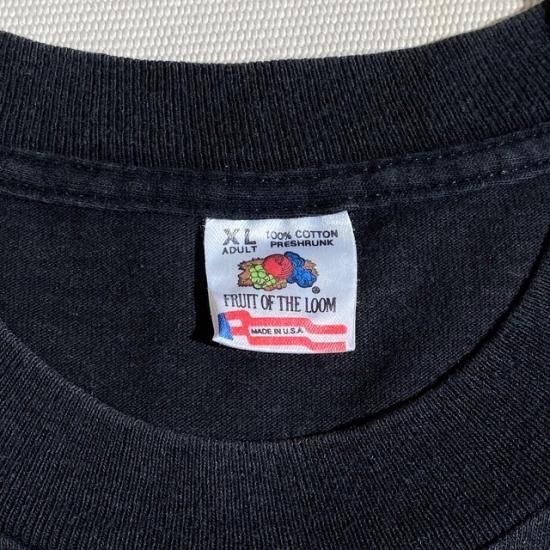 XL 100% COTTON
ADULT PRESHRUNK
®
FRUIT OF THE LOOM
MADE IN U.S.A